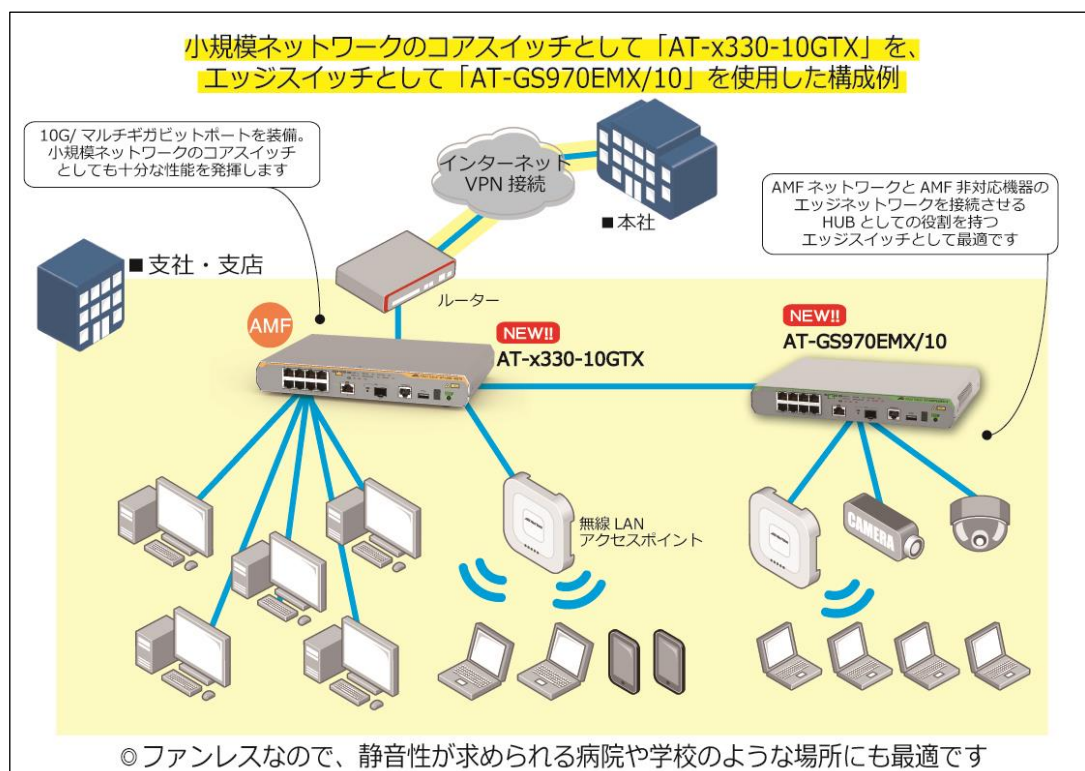 小規模ネットワークのコアスイッチとして「AT-x330-10GTX」を、
エッジスイッチとして「AT-GS970EMX/10」を使用した構成例
10G/ マルチギガビットポートを装備。
小規模ネットワークのコアスイッチ
としても十分な性能を発揮します
インターネット
VPN 接続
■本社
AMF ネットワークと AMF 非対応機器の
エッジネットワークを接続させる
HUB としての役割を持つ
エッジスイッチとして最適です
■支社・支店
ルーター
AMF
NEW!!
AT-x330-10GTX
NEW!!
AT-GS970EMX/10
無線 LAN
アクセスポイント
CAMERA
◎ファンレスなので、静音性が求められる病院や学校のような場所にも最適です